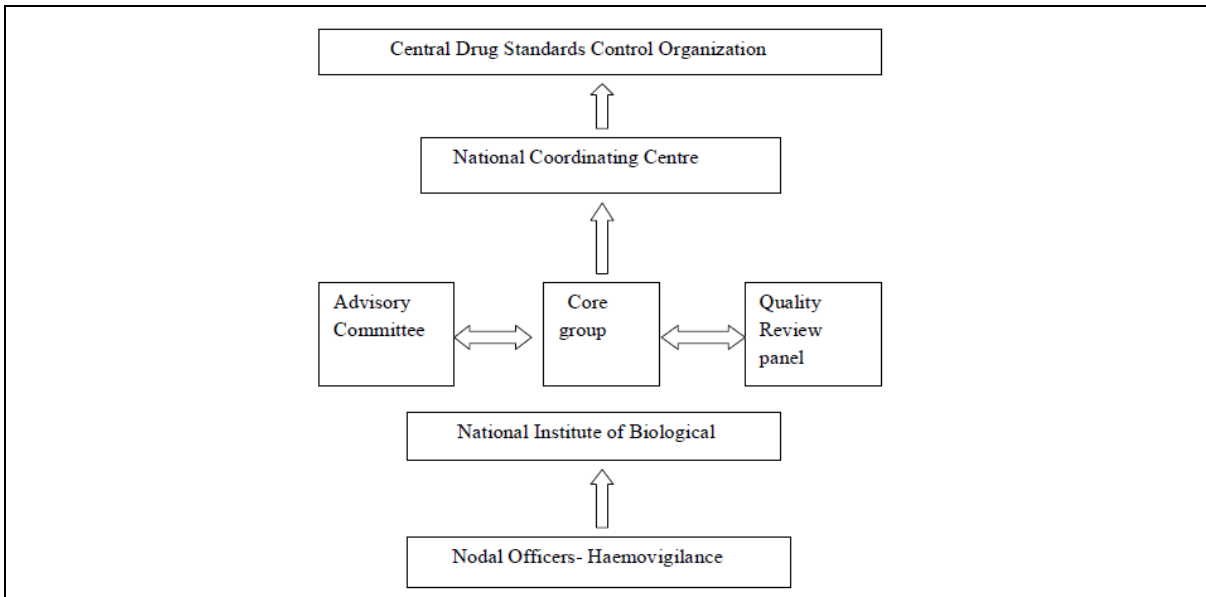 Central Drug Standards Control Organization
National Coordinating Centre
Advisory
Committee
Core
group
Quality
Review
panel
National Institute of Biological
Nodal Officers- Haemovigilance